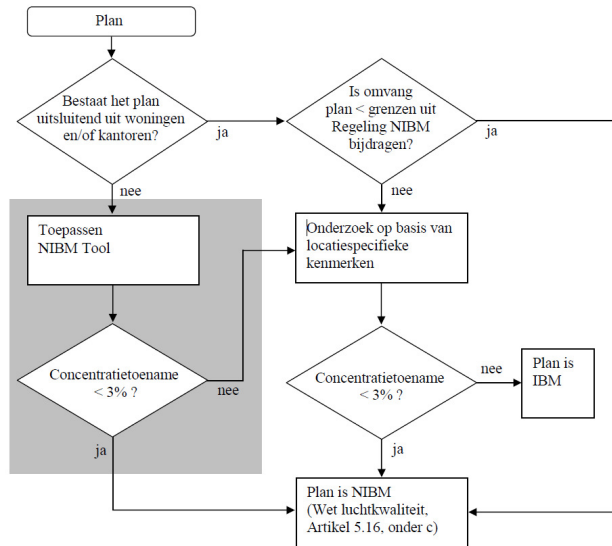 Plan
Bestaat het plan
uitsluitend uit woningen
en/of kantoren?
ja
nee
Is omvang
plan < grenzen uit
Regeling NIBM
bijdragen?
ja
nee
Toepassen
NIBM Tool
Onderzoek op basis van
locatiespecifieke
kenmerken
Concentratietoename
< 3% ?
nee
ja
Concentratietoename
< 3% ?
nee
ja
Plan is
IBM
Plan is NIBM
(Wet luchtkwaliteit,
Artikel 5.16, onder c)